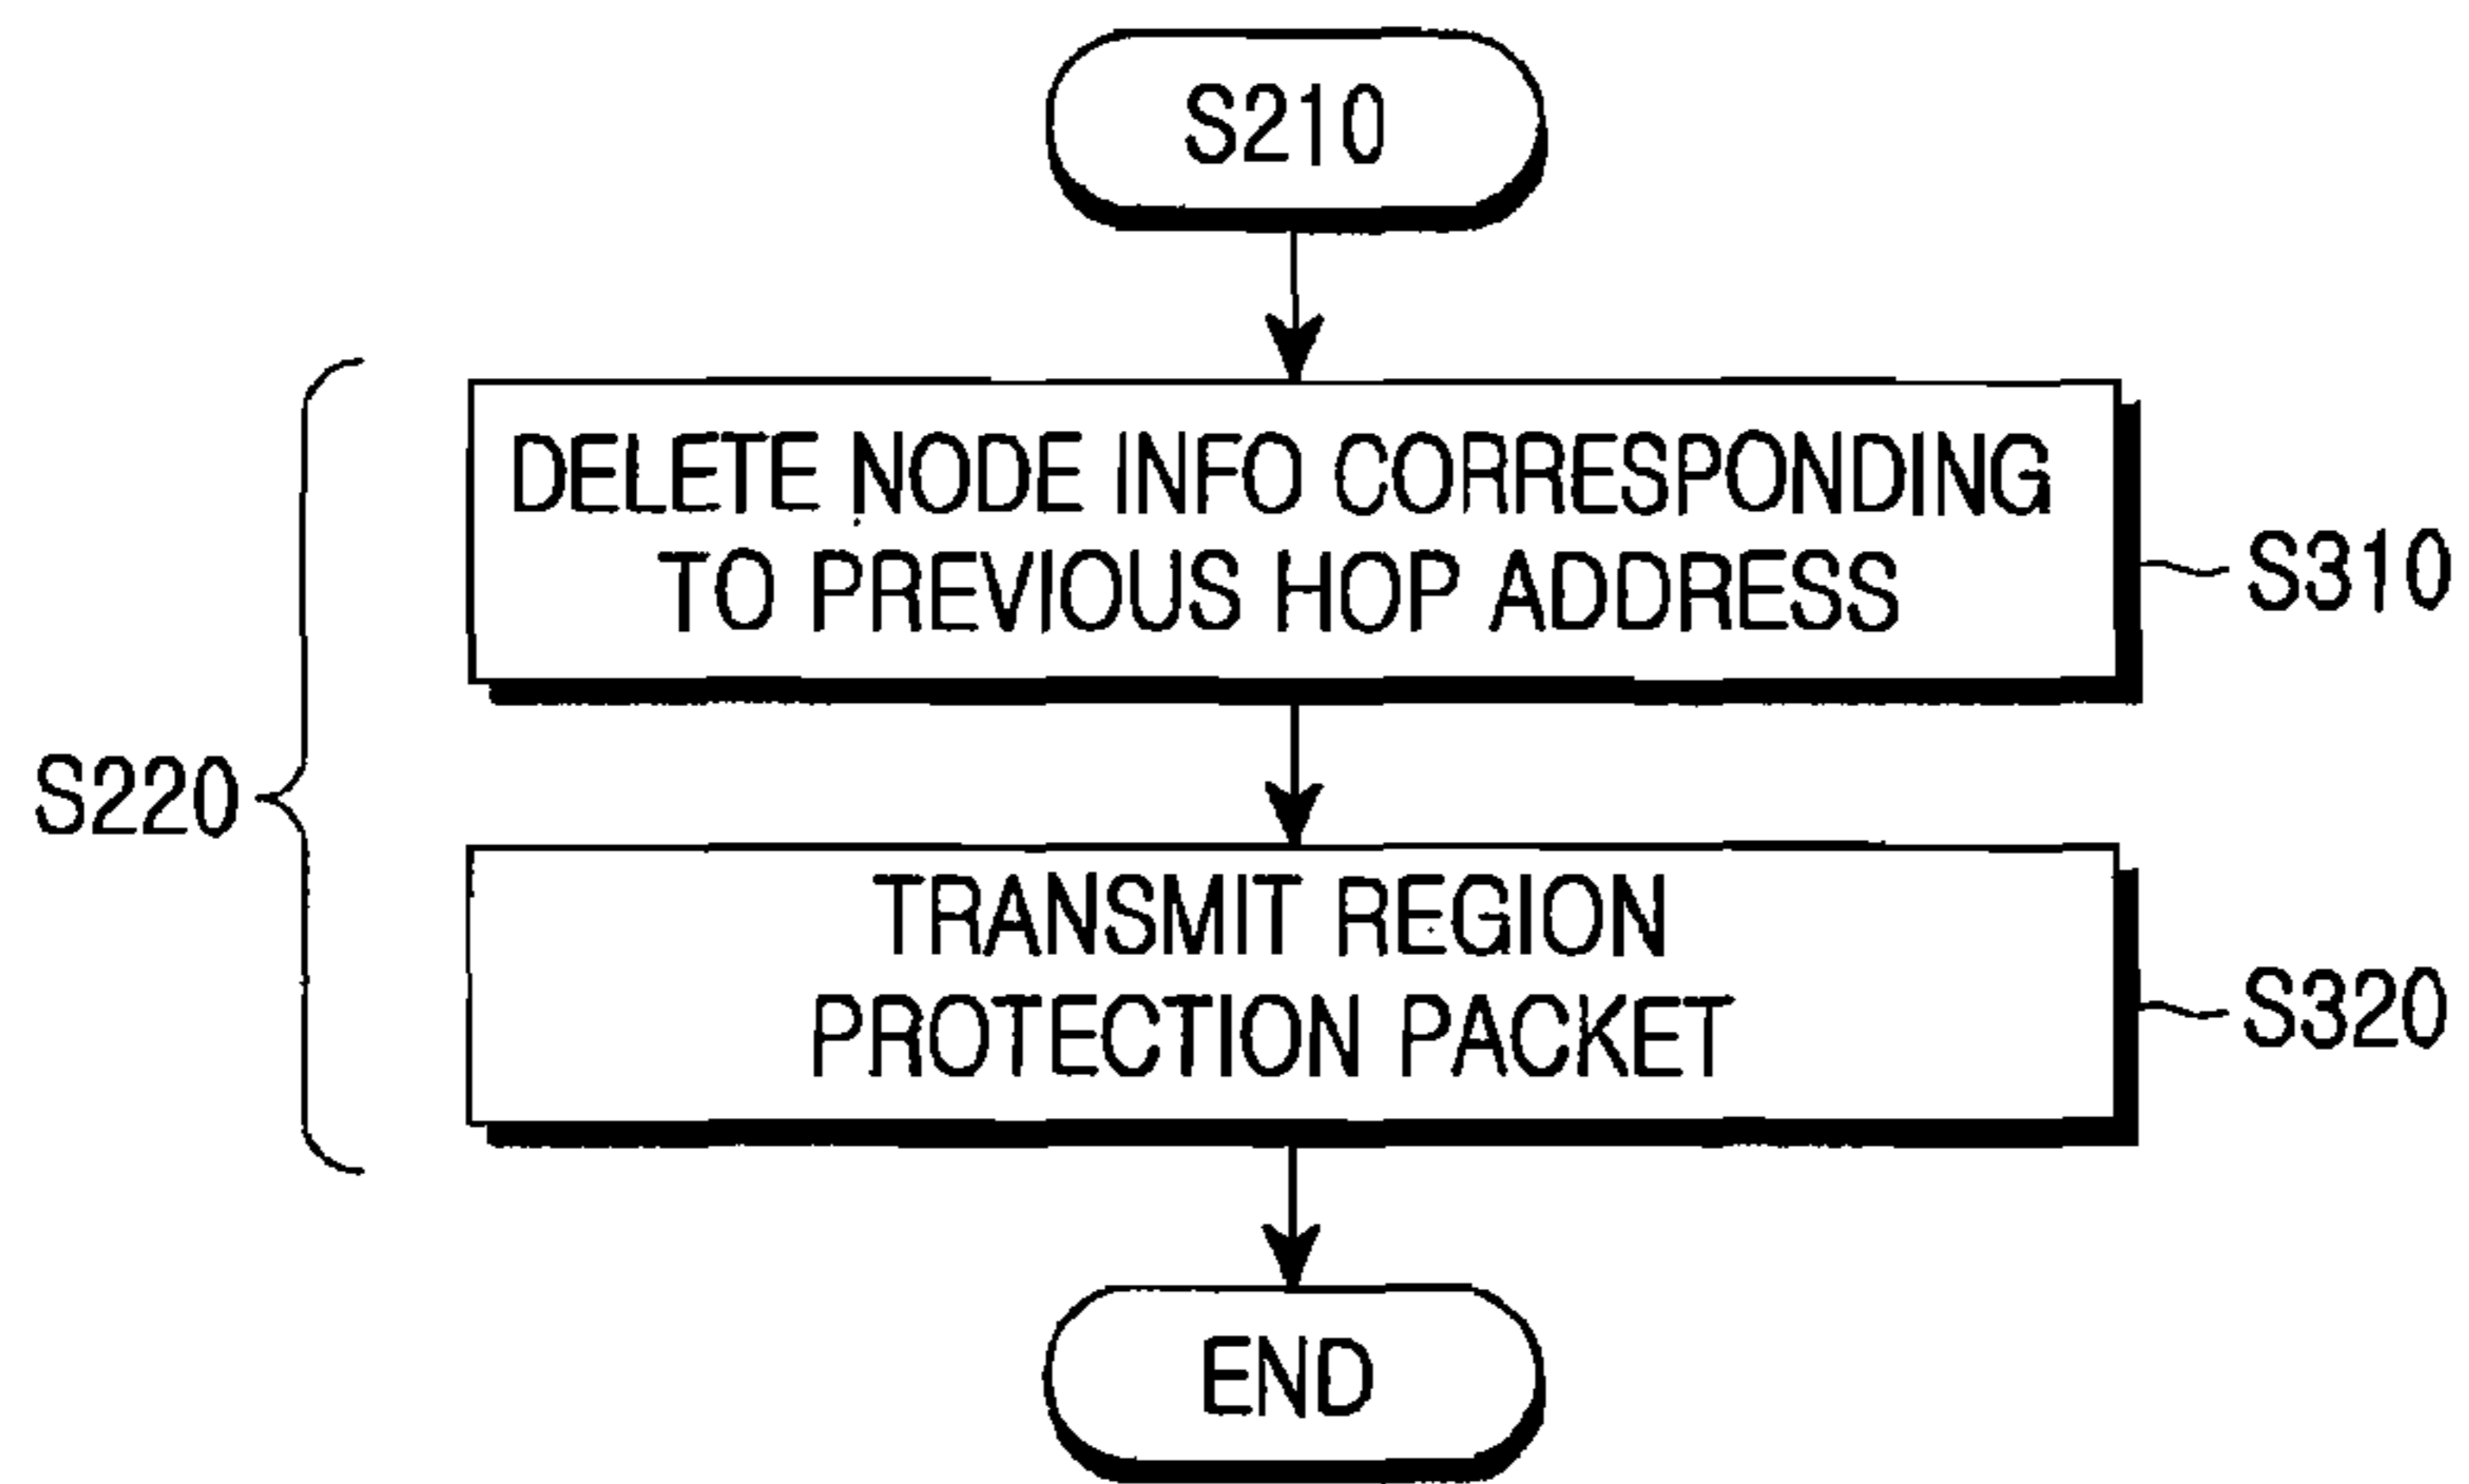 S210
DELETE NODE INFO CORRESPONDING
TO PREVIOUS HOP ADDRESS
S310
S220
TRANSMIT REGION
PROTECTION PACKET
S320
END